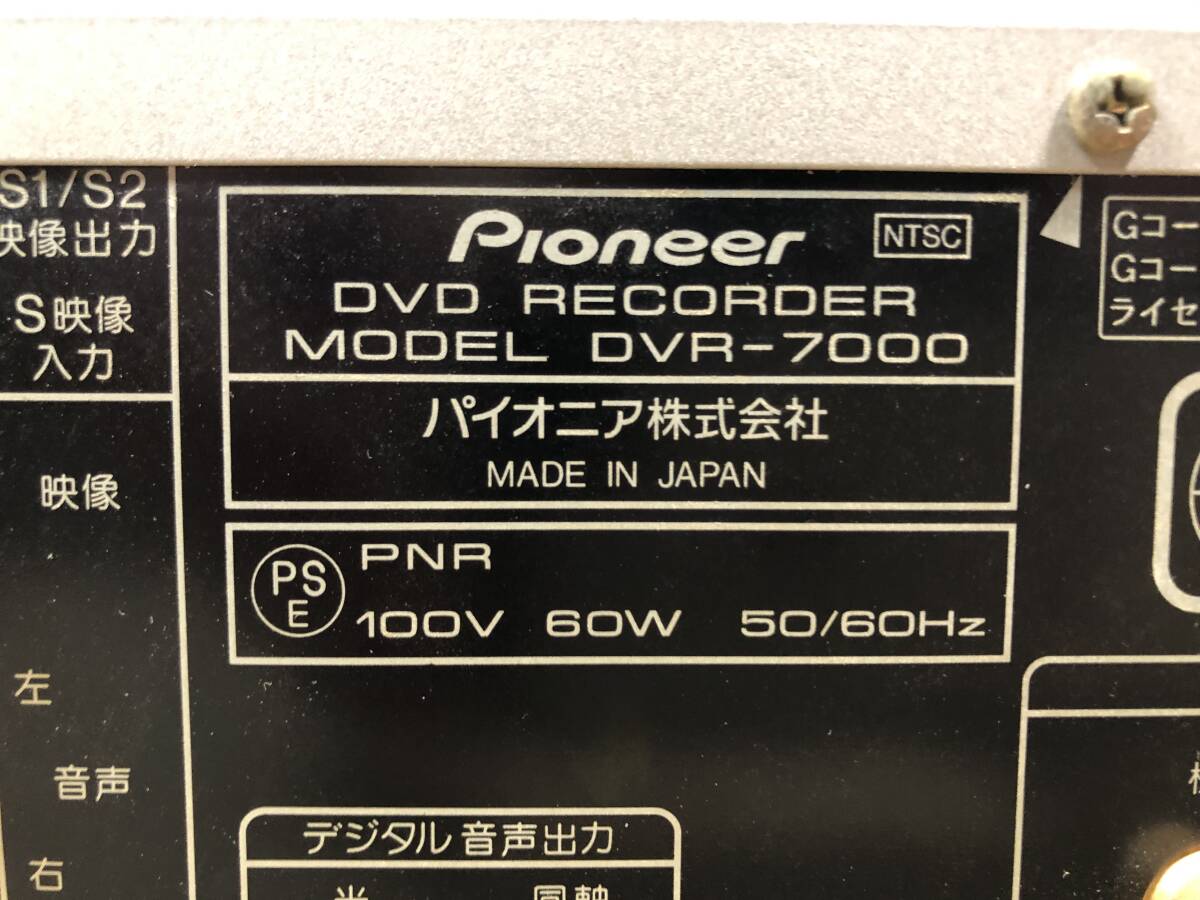 S1/S2
映像出力
S映像
入力
映像
左
音声
右
Pioneer
NTSC
DVD RECORDER
MODEL DVR-7000
パイオニア株式会社
MADE IN JAPAN
PS
E
PNR
100V 60W 50/60Hz
デジタル音声出力
光 同軸
Gコー
Gコー
ライセ